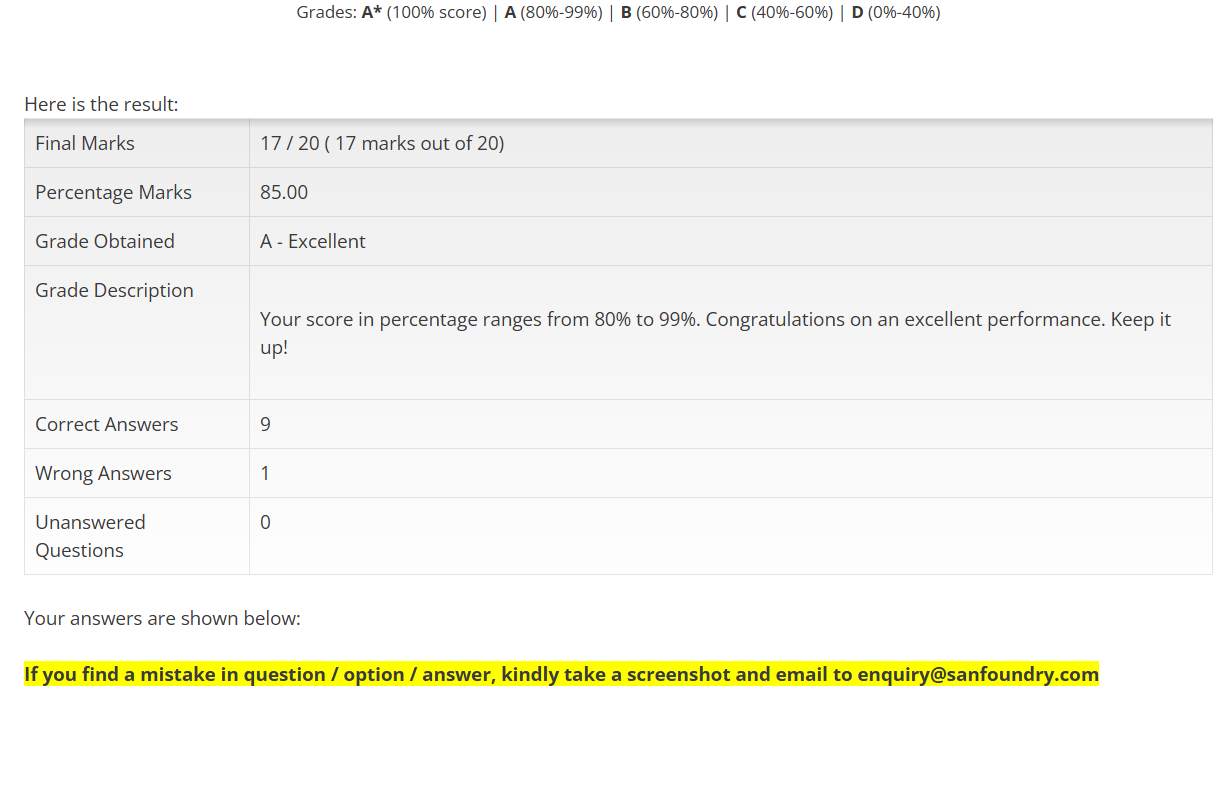 Grades: A* (100% score) | A (80%-99%) | B (60%-80%) | C (40%-60%) | D (0%-40%)
Here is the result:
Final Marks 17 / 20 ( 17 marks out of 20)
Percentage Marks 85.00
Grade Obtained A - Excellent
Grade Description
Your score in percentage ranges from 80% to 99%. Congratulations on an excellent performance. Keep it
up!
Correct Answers 9
Wrong Answers 1
Unanswered 0
Questions
Your answers are shown below:
If you find a mistake in question / option / answer, kindly take a screenshot and email to enquiry@sanfoundry.com